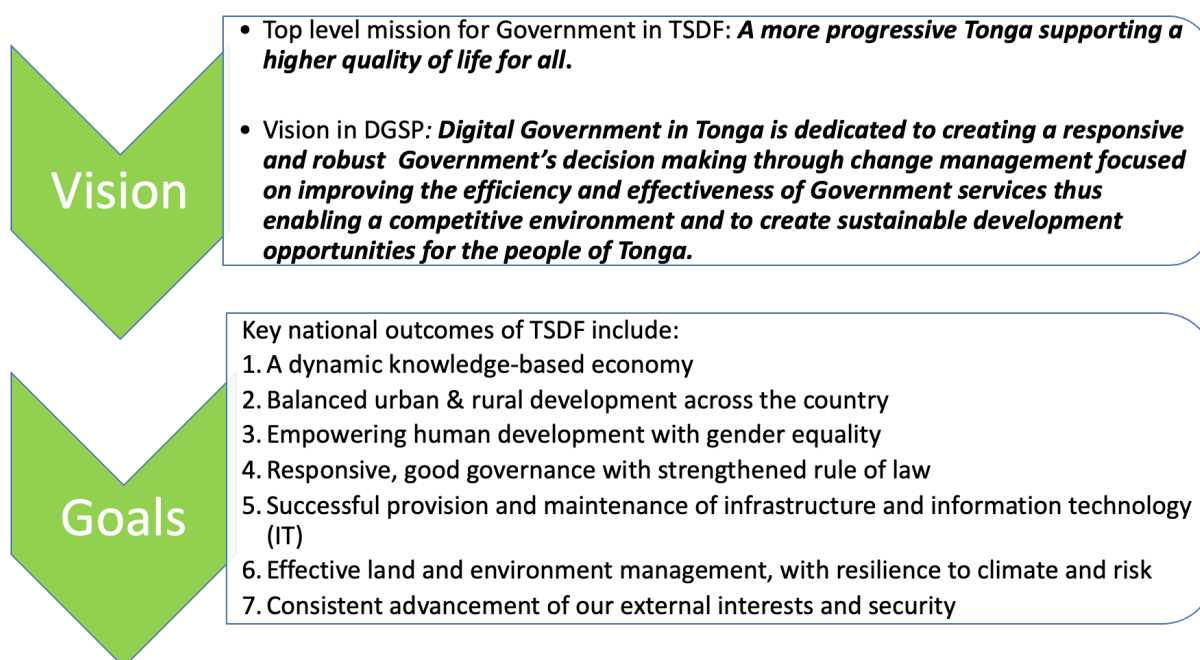 Vision
• Top level mission for Government in TSDF: A more progressive Tonga supporting a
higher quality of life for all.
• Vision in DGSP: Digital Government in Tonga is dedicated to creating a responsive
and robust Government's decision making through change management focused
on improving the efficiency and effectiveness of Government services thus
enabling a competitive environment and to create sustainable development
opportunities for the people of Tonga.
Goals
Key national outcomes of TSDF include:
1. A dynamic knowledge-based economy
2. Balanced urban & rural development across the country
3. Empowering human development with gender equality
4. Responsive, good governance with strengthened rule of law
5. Successful provision and maintenance of infrastructure and information technology
(IT)
6. Effective land and environment management, with resilience to climate and risk
7. Consistent advancement of our external interests and security